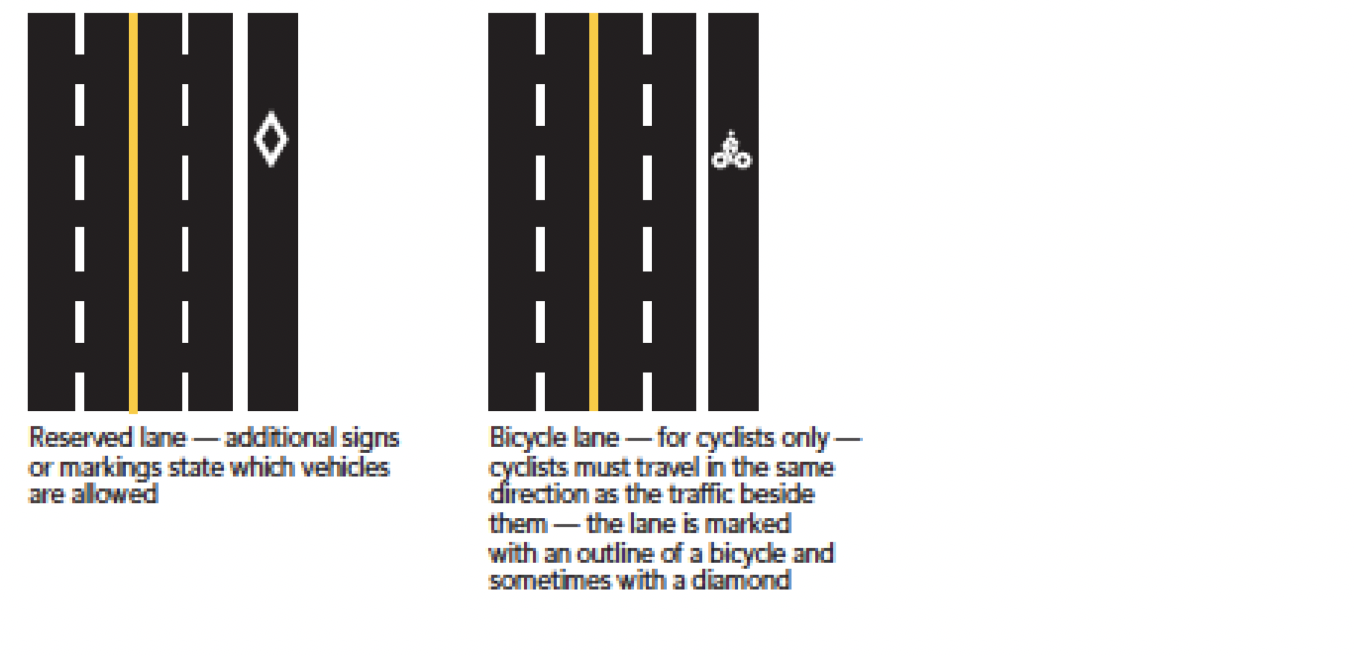 Reserved lane — additional signs
or markings state which vehicles
are allowed
Bicycle lane — for cyclists only —
cyclists must travel in the same
direction as the traffic beside
them — the lane is marked
with an outline of a bicycle and
sometimes with a diamond